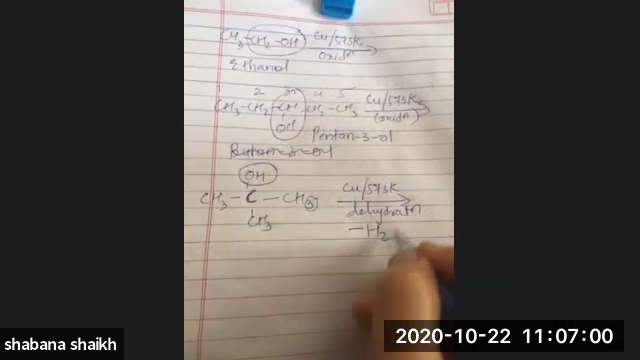 CH3-CH2-OH Cu/573K
Oxidn
Ethanol
2 3 4 5
CH3-CH2-CH-CH2-CH3 Cu/573K
OH (oxidn)
Pentan-3-ol
Butan-3-ol
OH
CH3 - C - CH3 Cu/573K
CH3 dehydratn
-H2
shabana shaikh
2020-10-22 11:07:00